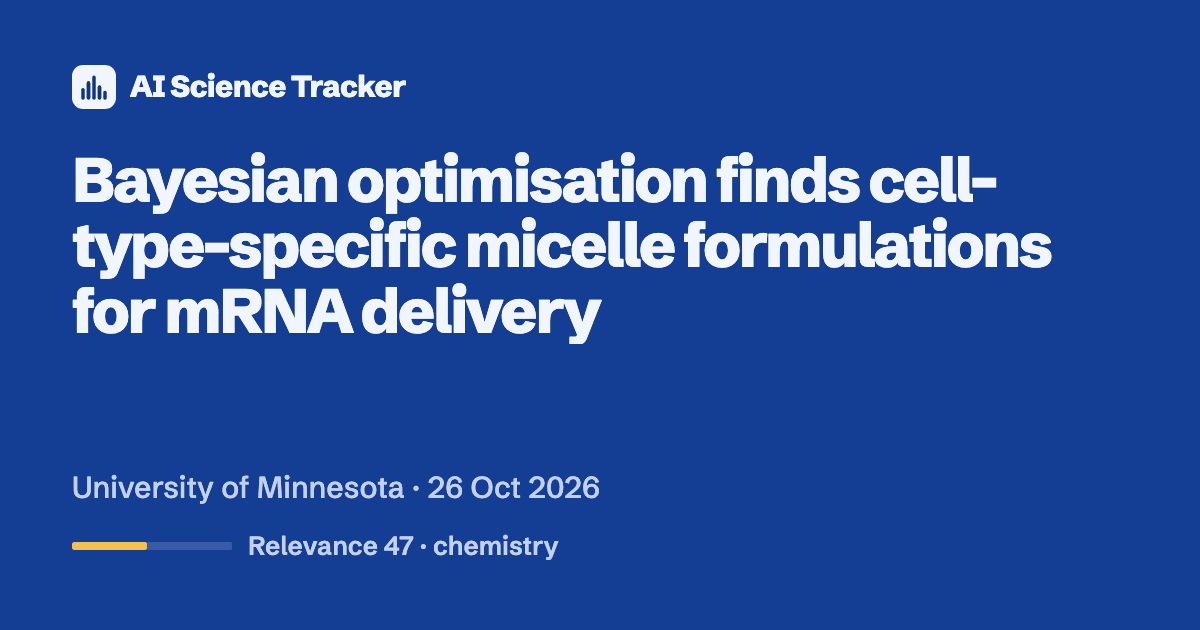 AI Science Tracker
Bayesian optimisation finds cell-
type-specific micelle formulations
for mRNA delivery
University of Minnesota · 26 Oct 2026
Relevance 47 · chemistry